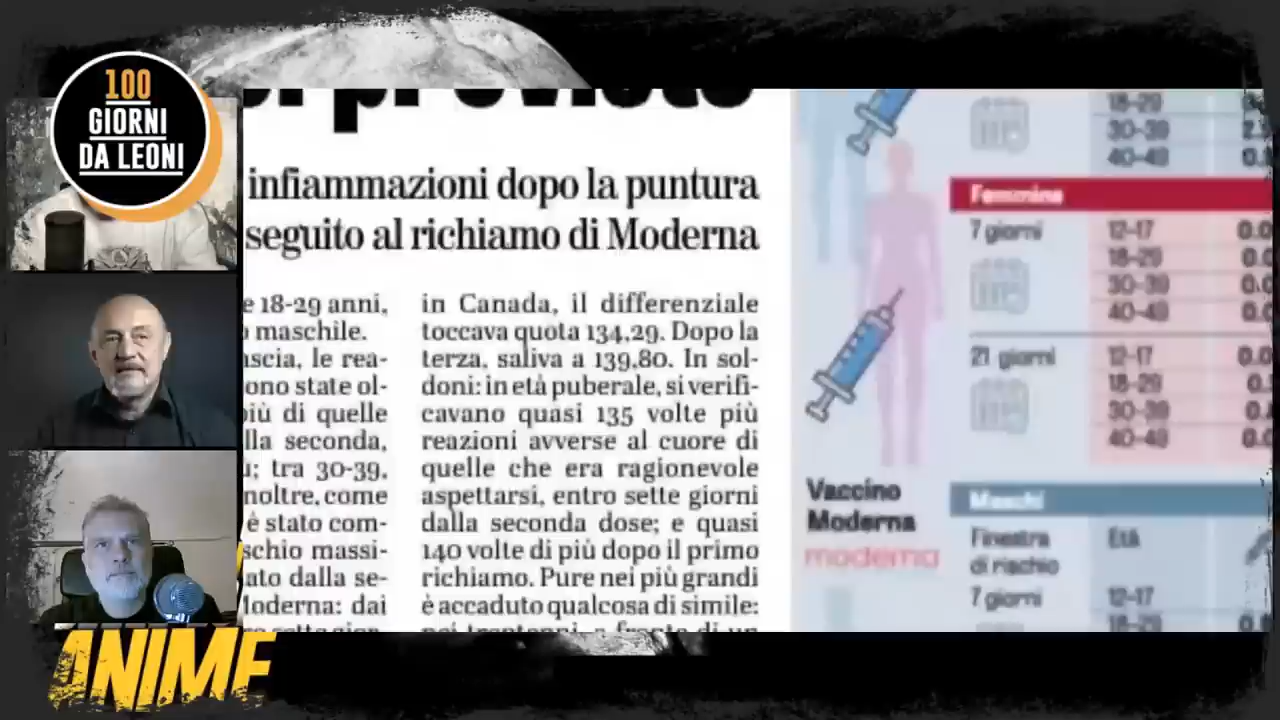 100
GIORNI
DA LEONI
infiammazioni dopo la puntura
seguito al richiamo di Moderna
e 18-29 anni,
maschile.
le rea-
ono state ol-
più di quelle
lla seconda,
tra 30-39,
noltre, come
è stato com-
schio massi-
ato dalla se-
Moderna: dai
in Canada, il differenziale
toccava quota 134,29. Dopo la
terza, saliva a 139,80. In sol-
doni: in età puberale, si verifi-
cavano quasi 135 volte più
reazioni avverse al cuore di
quelle che era ragionevole
aspettarsi, entro sette giorni
dalla seconda dose; e quasi
140 volte di più dopo il primo
richiamo. Pure nei più grandi
è accaduto qualcosa di simile:
18-29
30-39
40-49
Femmine
7 giorni
12-17
18-29
30-39
40-49
21 giorni
12-17
18-29
30-39
40-49
Vaccino
Moderna
moderna
Maschi
Finestra
di rischio
Età
7 giorni
12-17
18-29
ANIME